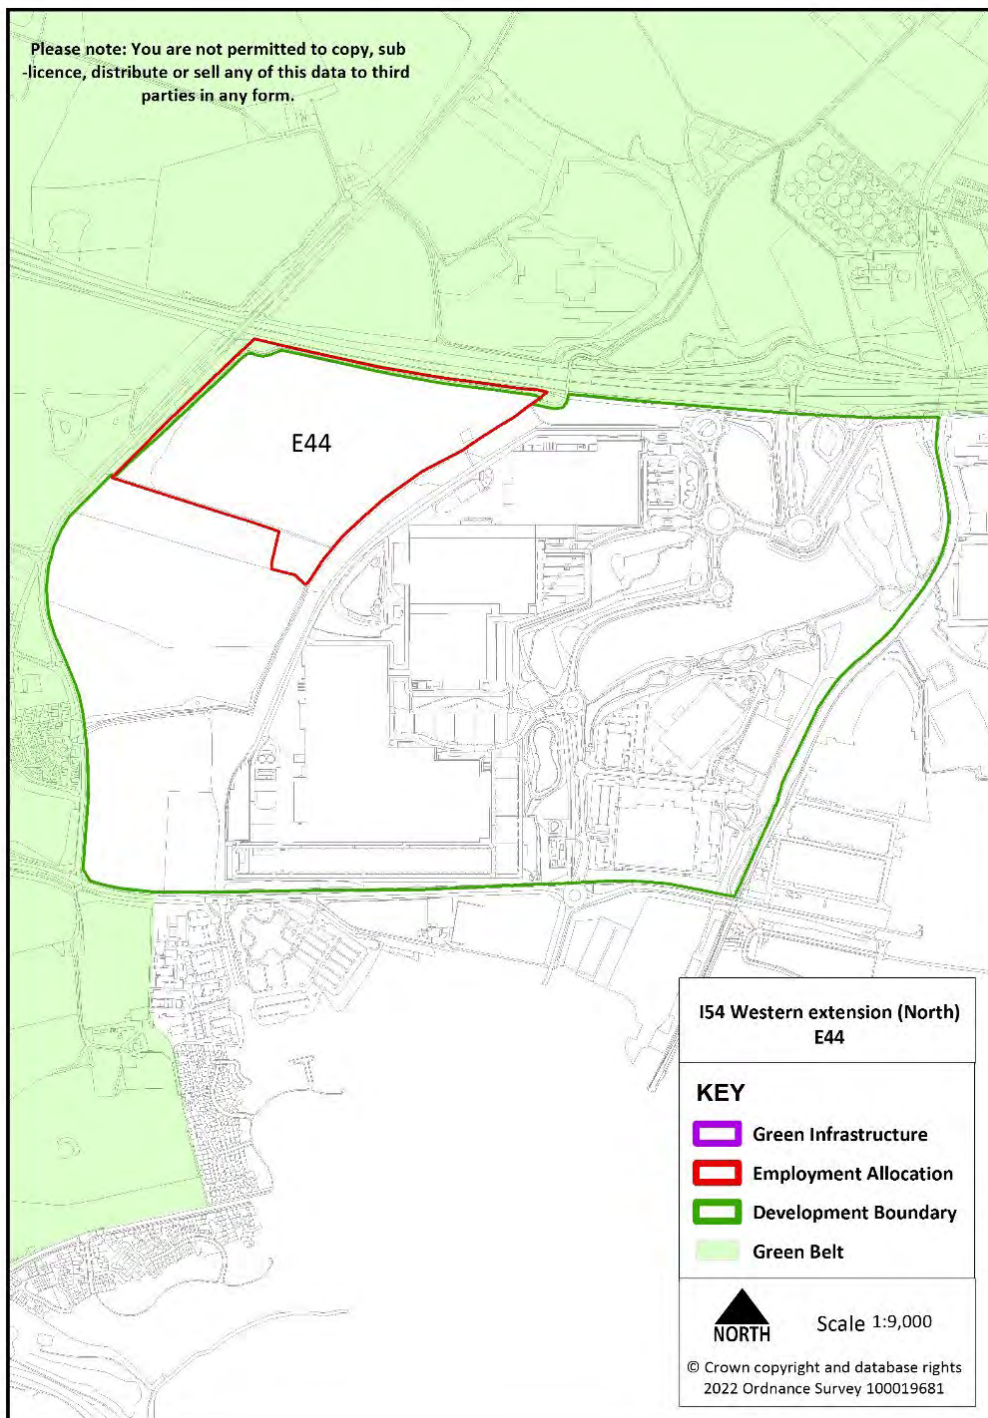 Please note: You are not permitted to copy, sub
-licence, distribute or sell any of this data to third
parties in any form.
E44
I54 Western extension (North)
E44
KEY
Green Infrastructure
Employment Allocation
Development Boundary
Green Belt
NORTH
Scale 1:9,000
© Crown copyright and database rights
2022 Ordnance Survey 100019681